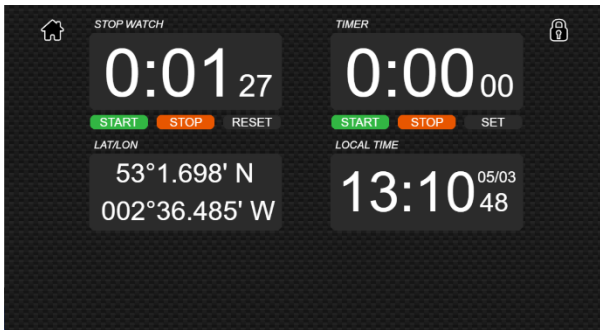 STOP WATCH
0:01 27
START STOP RESET
TIMER
0:00 00
START STOP SET
LAT/LON
53°1.698' N
002°36.485' W
LOCAL TIME
13:10 05/03 48